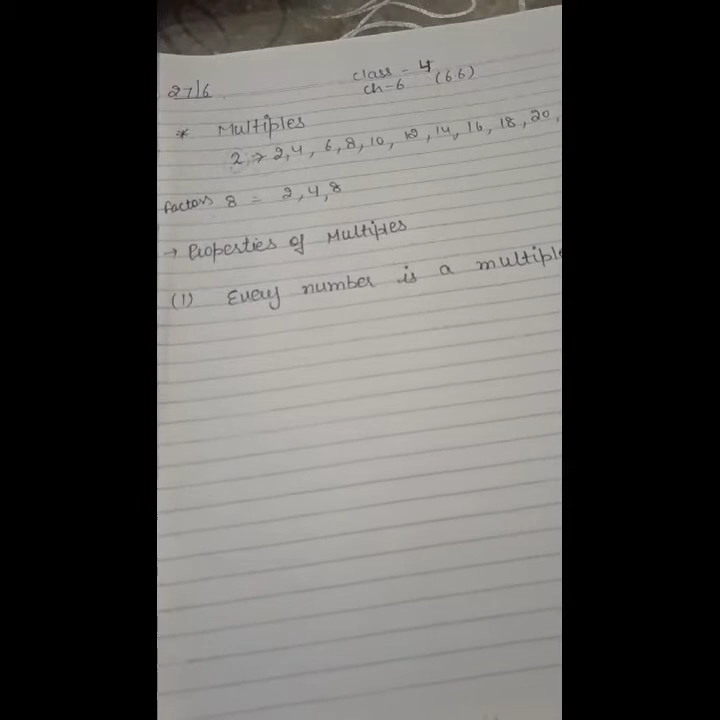 27/6
class - 4
ch-6 (6.6)
* Multiples
2 → 2, 4, 6, 8, 10, 12, 14, 16, 18, 20,
factors 8 = 2, 4, 8
→ Properties of Multiples
(1) Every number is a multiple